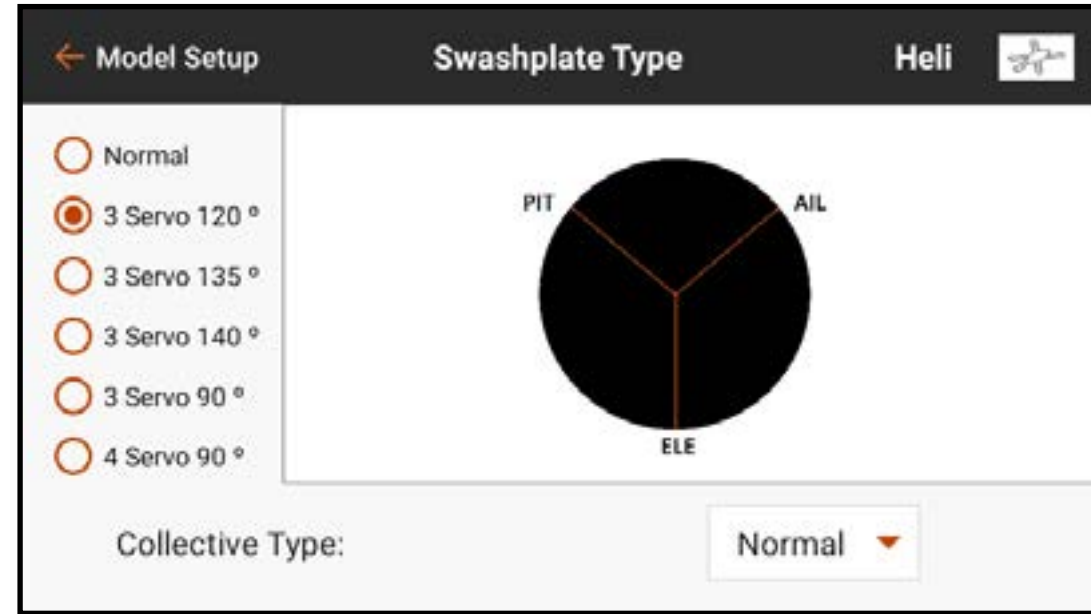 ← Model Setup Swashplate Type Heli
Normal
3 Servo 120 º
3 Servo 135 º
3 Servo 140 º
3 Servo 90 º
4 Servo 90 º
PIT AIL
ELE
Collective Type: Normal